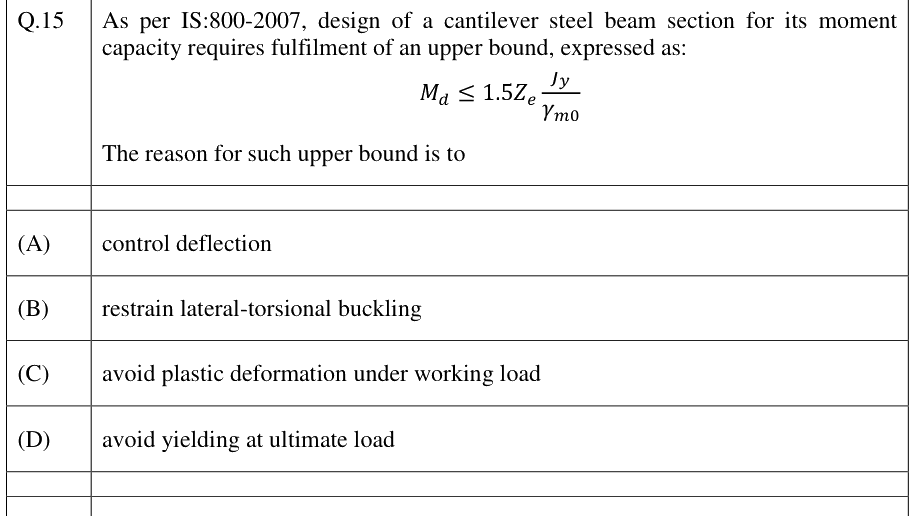 Q.15 As per IS:800-2007, design of a cantilever steel beam section for its moment
capacity requires fulfilment of an upper bound, expressed as:
M_d ≤ 1.5Z_e f_y/γ_m0
The reason for such upper bound is to
(A) control deflection
(B) restrain lateral-torsional buckling
(C) avoid plastic deformation under working load
(D) avoid yielding at ultimate load